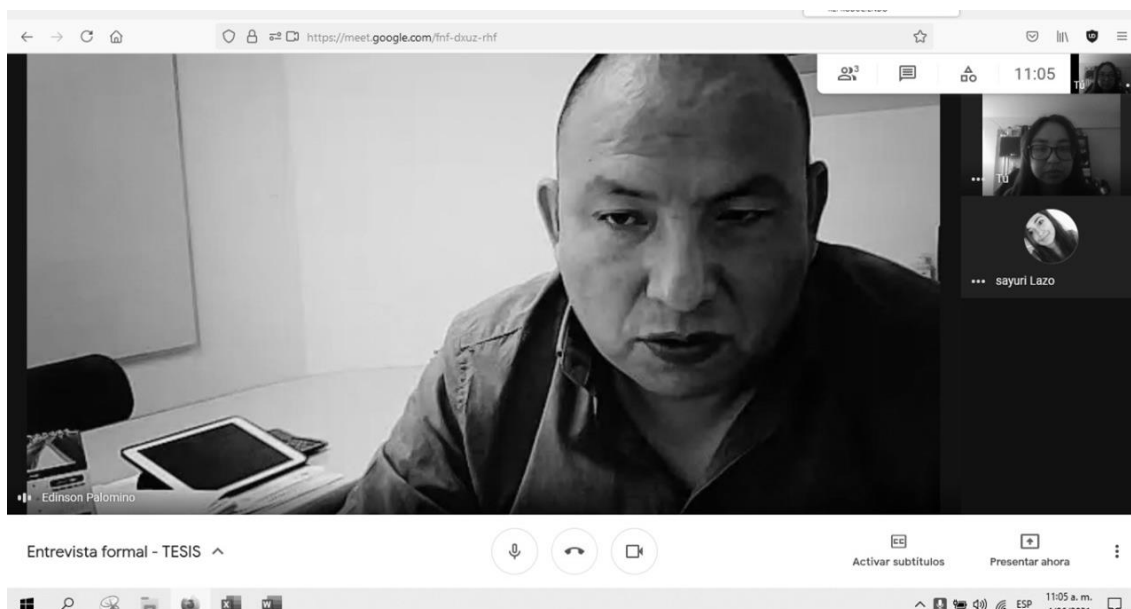 https://meet.google.com/fnf-dxuz-rhf
3
11:05
Tú
Tú
sayuri Lazo
Edinson Palomino
Entrevista formal - TESIS
CC
Activar subtítulos
Presentar ahora
ESP
11:05 a. m.